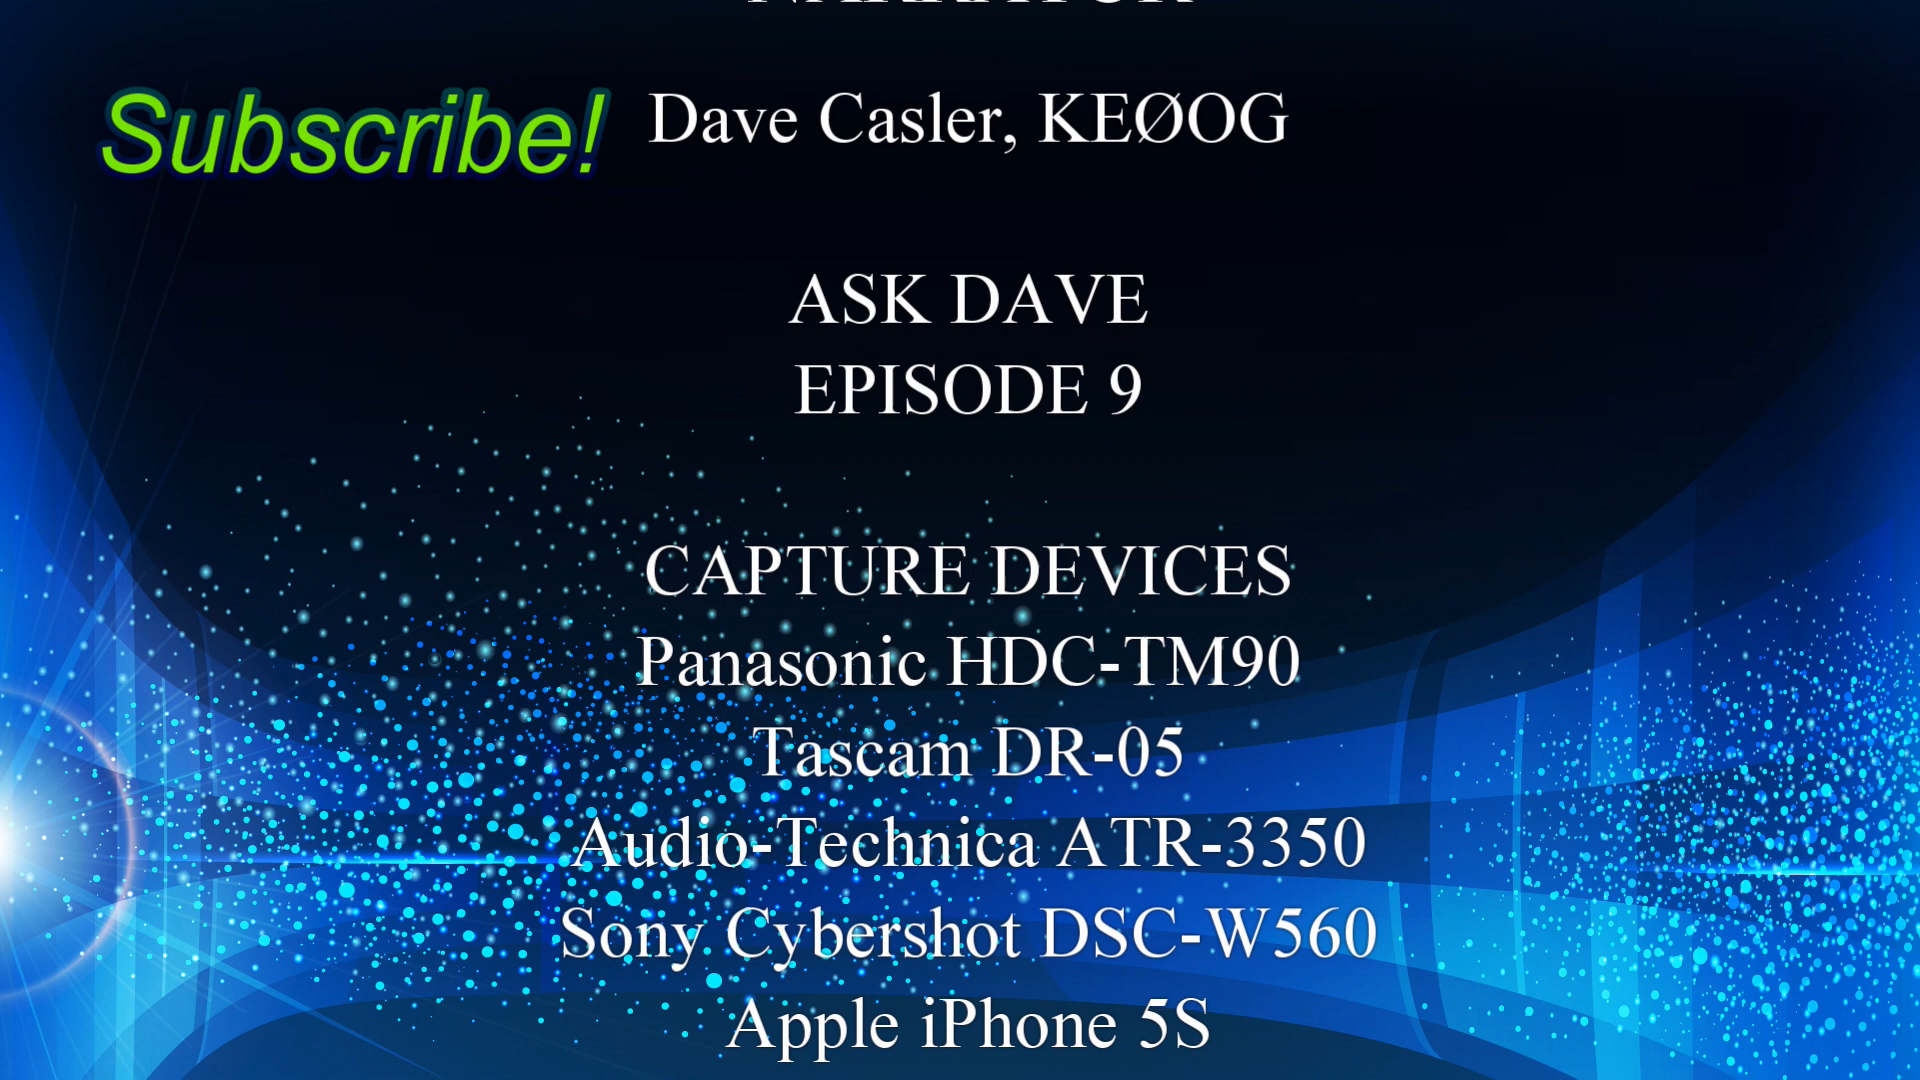 NARRATOR
Subscribe!
Dave Casler, KEØOG
ASK DAVE
EPISODE 9
CAPTURE DEVICES
Panasonic HDC-TM90
Tascam DR-05
Audio-Technica ATR-3350
Sony Cybershot DSC-W560
Apple iPhone 5S